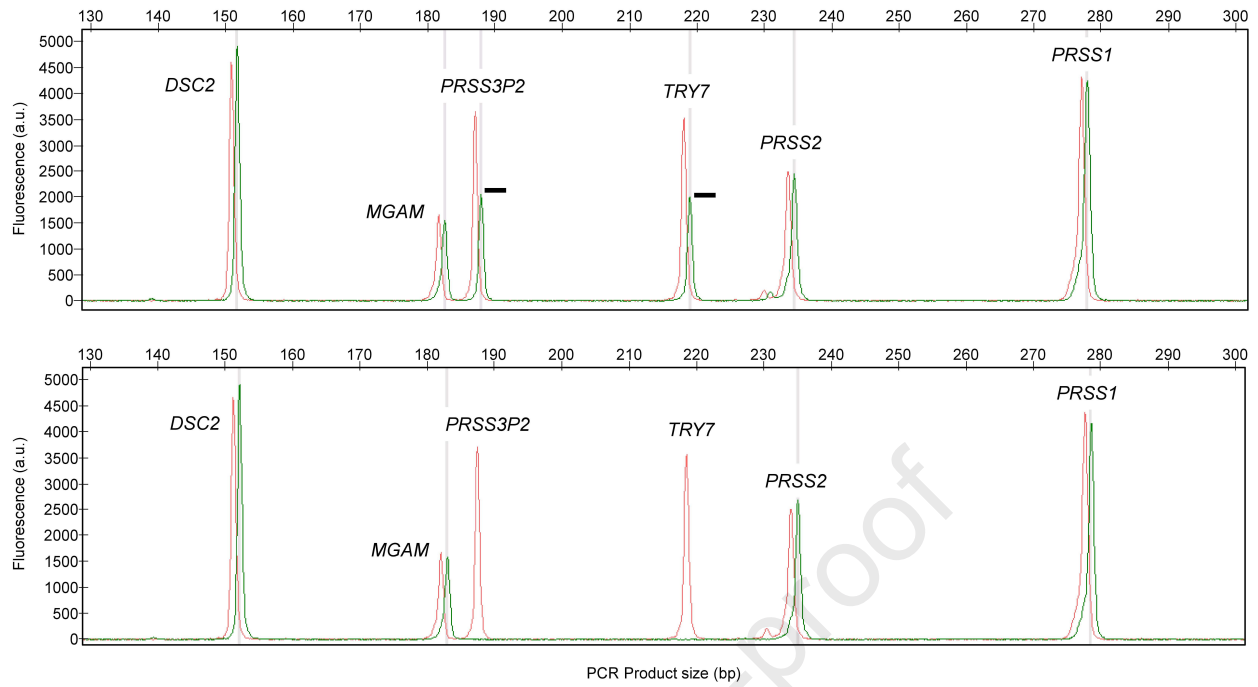 130 140 150 160 170 180 190 200 210 220 230 240 250 260 270 280 290 300
5000
4500
4000
3500
3000
2500
2000
1500
1000
500
0
Fluorescence (a.u.)
DSC2
MGAM
PRSS3P2
TRY7
PRSS2
PRSS1
130 140 150 160 170 180 190 200 210 220 230 240 250 260 270 280 290 300
5000
4500
4000
3500
3000
2500
2000
1500
1000
500
0
Fluorescence (a.u.)
DSC2
MGAM
PRSS3P2
TRY7
PRSS2
PRSS1
PCR Product size (bp)
proof